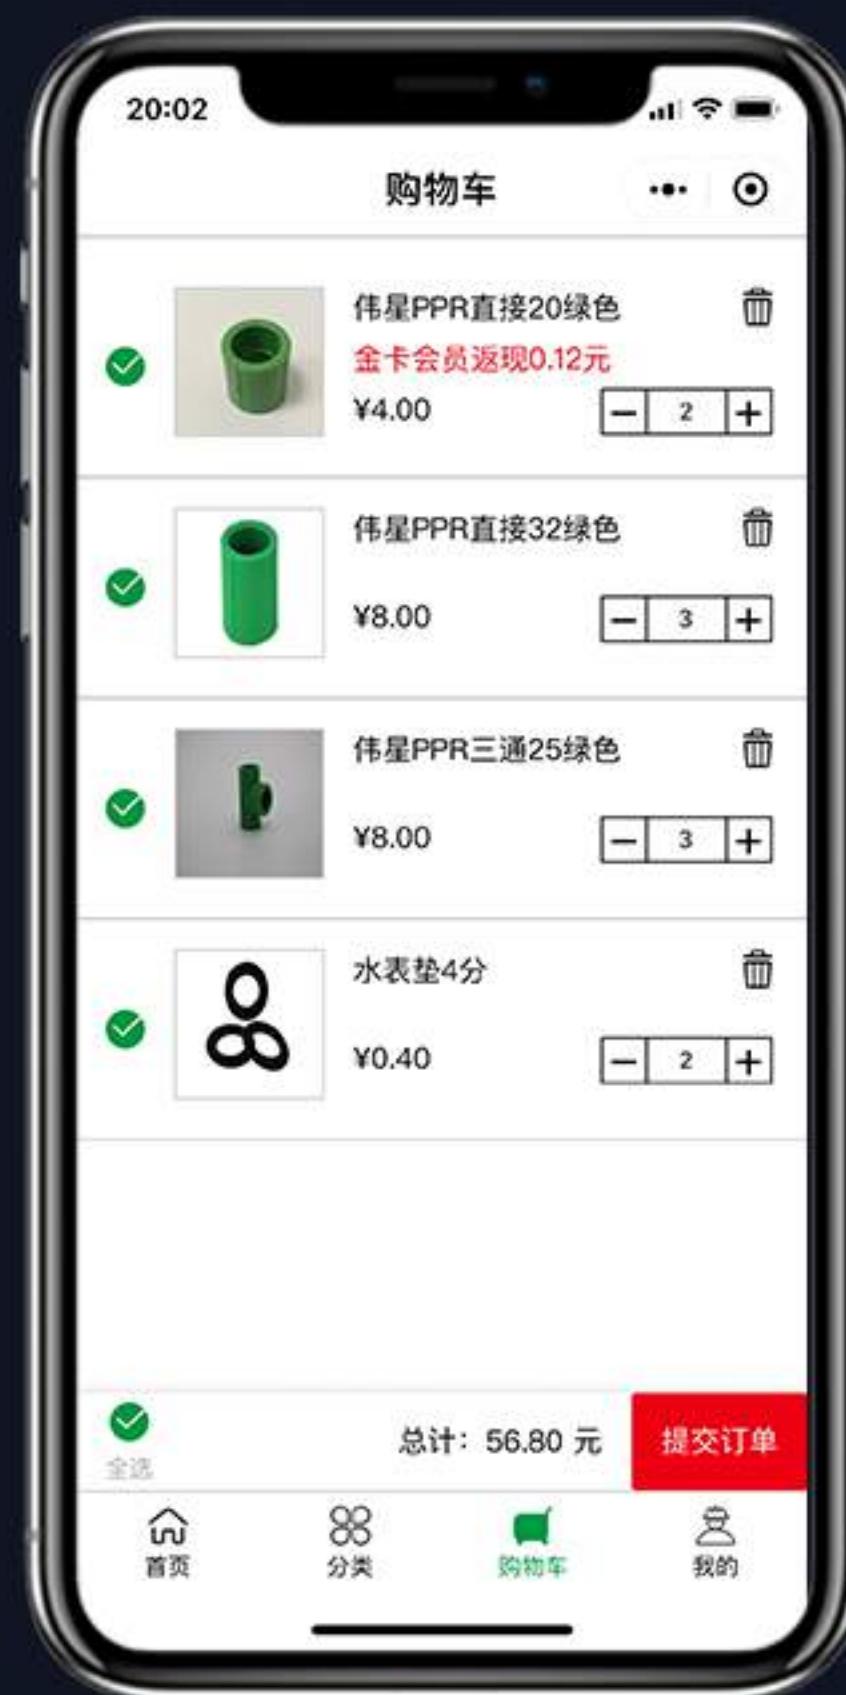 20:02
购物车
伟星PPR直接20绿色
金卡会员返现0.12元
¥4.00
2
伟星PPR直接32绿色
¥8.00
3
伟星PPR三通25绿色
¥8.00
3
水表垫4分
¥0.40
2
全选
总计：56.80 元
提交订单
首页
分类
购物车
我的